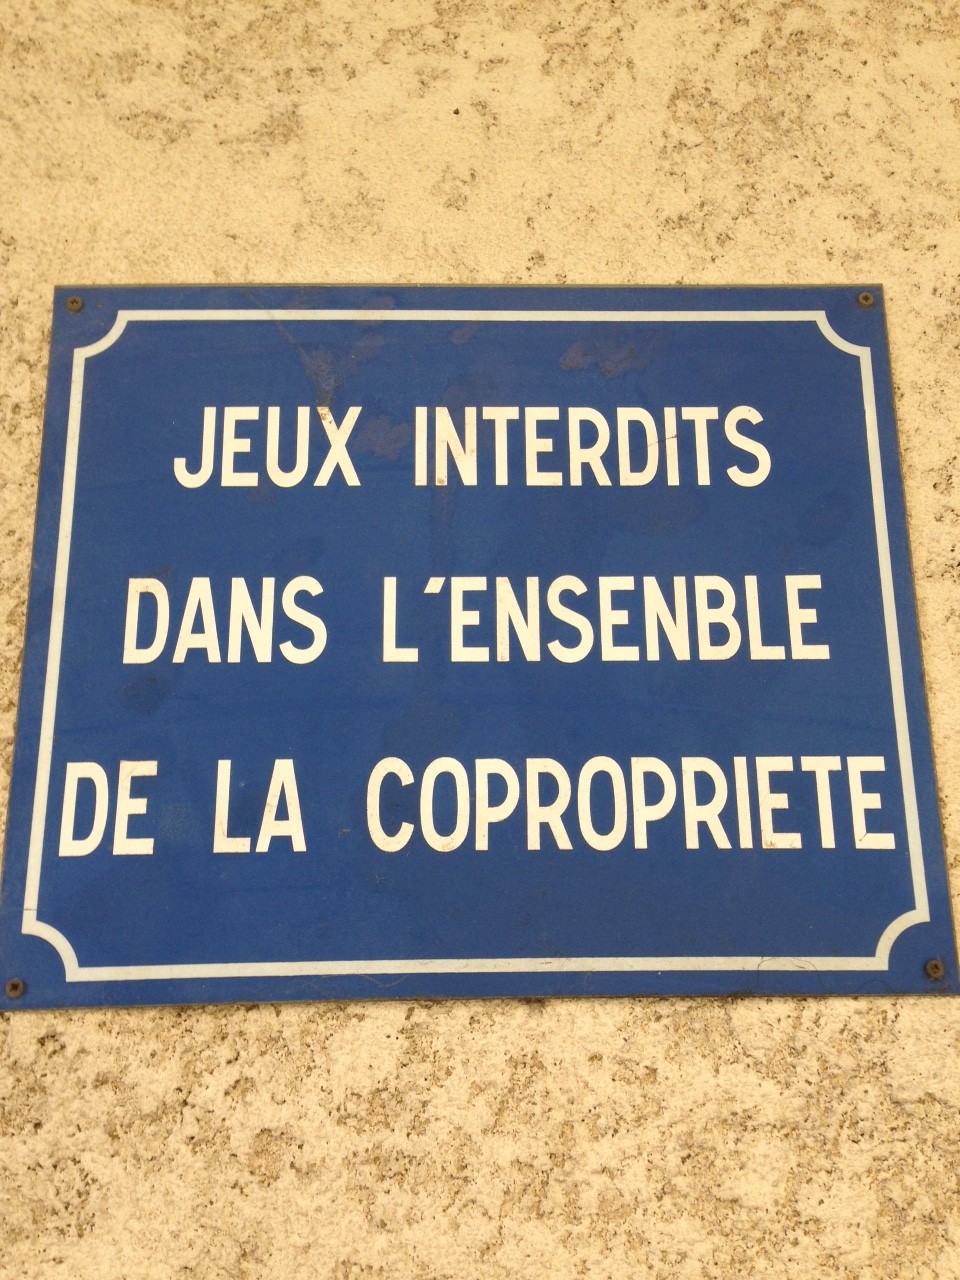 JEUX INTERDITS
DANS L'ENSENBLE
DE LA COPROPRIETE